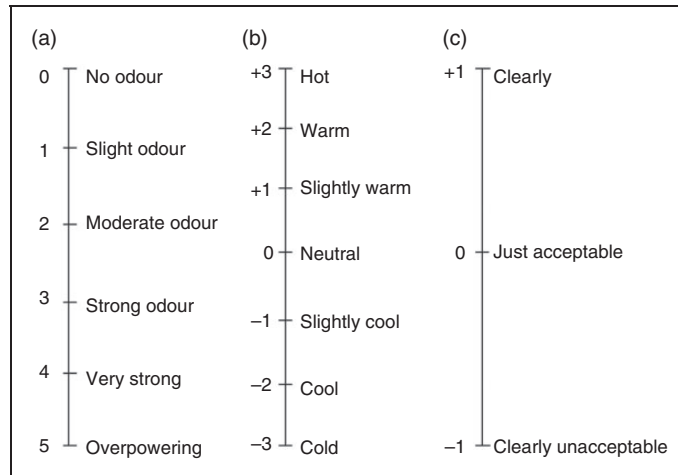 (a)
0 No odour
1 Slight odour
2 Moderate odour
3 Strong odour
4 Very strong
5 Overpowering
(b)
+3 Hot
+2 Warm
+1 Slightly warm
0 Neutral
−1 Slightly cool
−2 Cool
−3 Cold
(c)
+1 Clearly
0 Just acceptable
−1 Clearly unacceptable